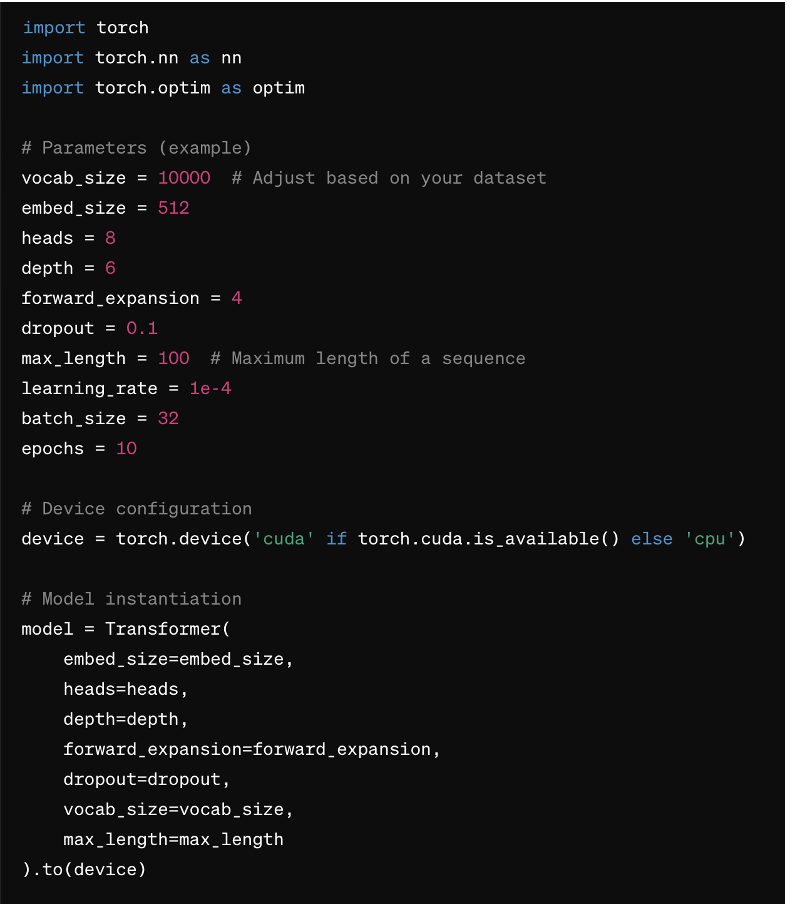 import torch
import torch.nn as nn
import torch.optim as optim

# Parameters (example)
vocab_size = 10000  # Adjust based on your dataset
embed_size = 512
heads = 8
depth = 6
forward_expansion = 4
dropout = 0.1
max_length = 100  # Maximum length of a sequence
learning_rate = 1e-4
batch_size = 32
epochs = 10

# Device configuration
device = torch.device('cuda' if torch.cuda.is_available() else 'cpu')

# Model instantiation
model = Transformer(
    embed_size=embed_size,
    heads=heads,
    depth=depth,
    forward_expansion=forward_expansion,
    dropout=dropout,
    vocab_size=vocab_size,
    max_length=max_length
).to(device)